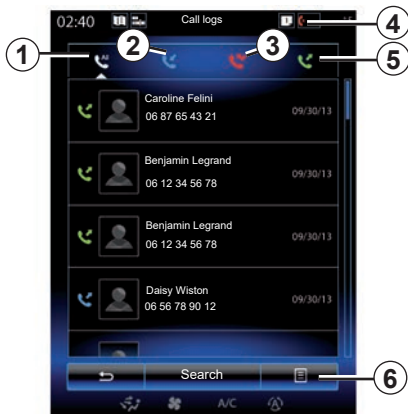 02:40 Call logs
4
1
2
3
5
Caroline Felini
06 87 65 43 21
09/30/13
Benjamin Legrand
06 12 34 56 78
09/30/13
Benjamin Legrand
06 12 34 56 78
09/30/13
Daisy Wiston
06 56 78 90 12
09/30/13
Search
6
A/C